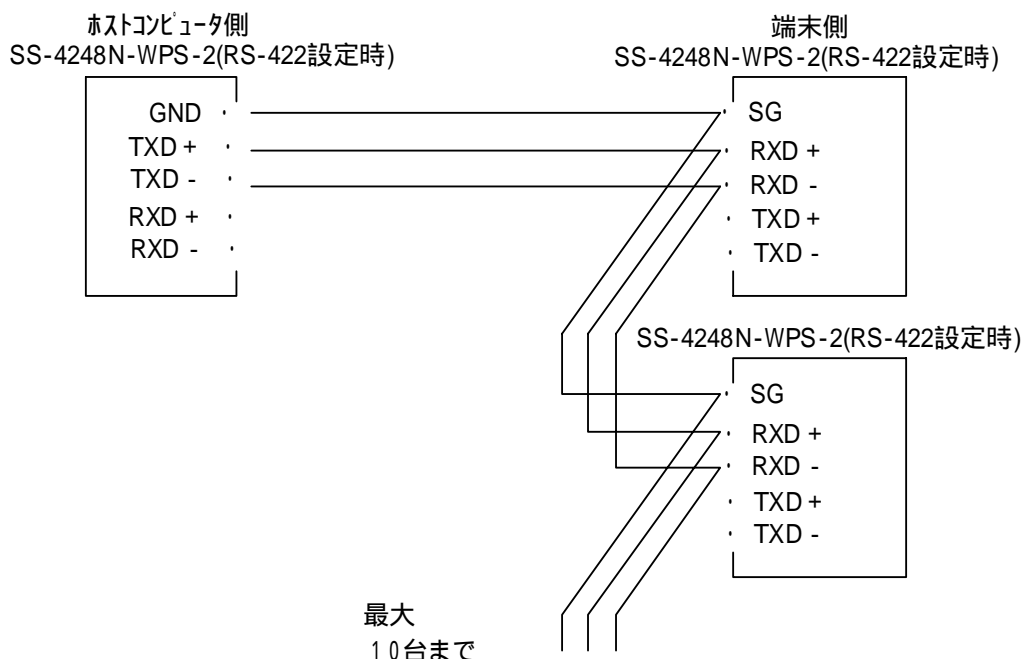 ﾎｽﾄｺﾝﾋﾟｭｰﾀ側
SS-4248N-WPS-2(RS-422設定時)
GND
TXD +
TXD -
RXD +
RXD -
端末側
SS-4248N-WPS-2(RS-422設定時)
SG
RXD +
RXD -
TXD +
TXD -
SS-4248N-WPS-2(RS-422設定時)
SG
RXD +
RXD -
TXD +
TXD -
最大
１０台まで